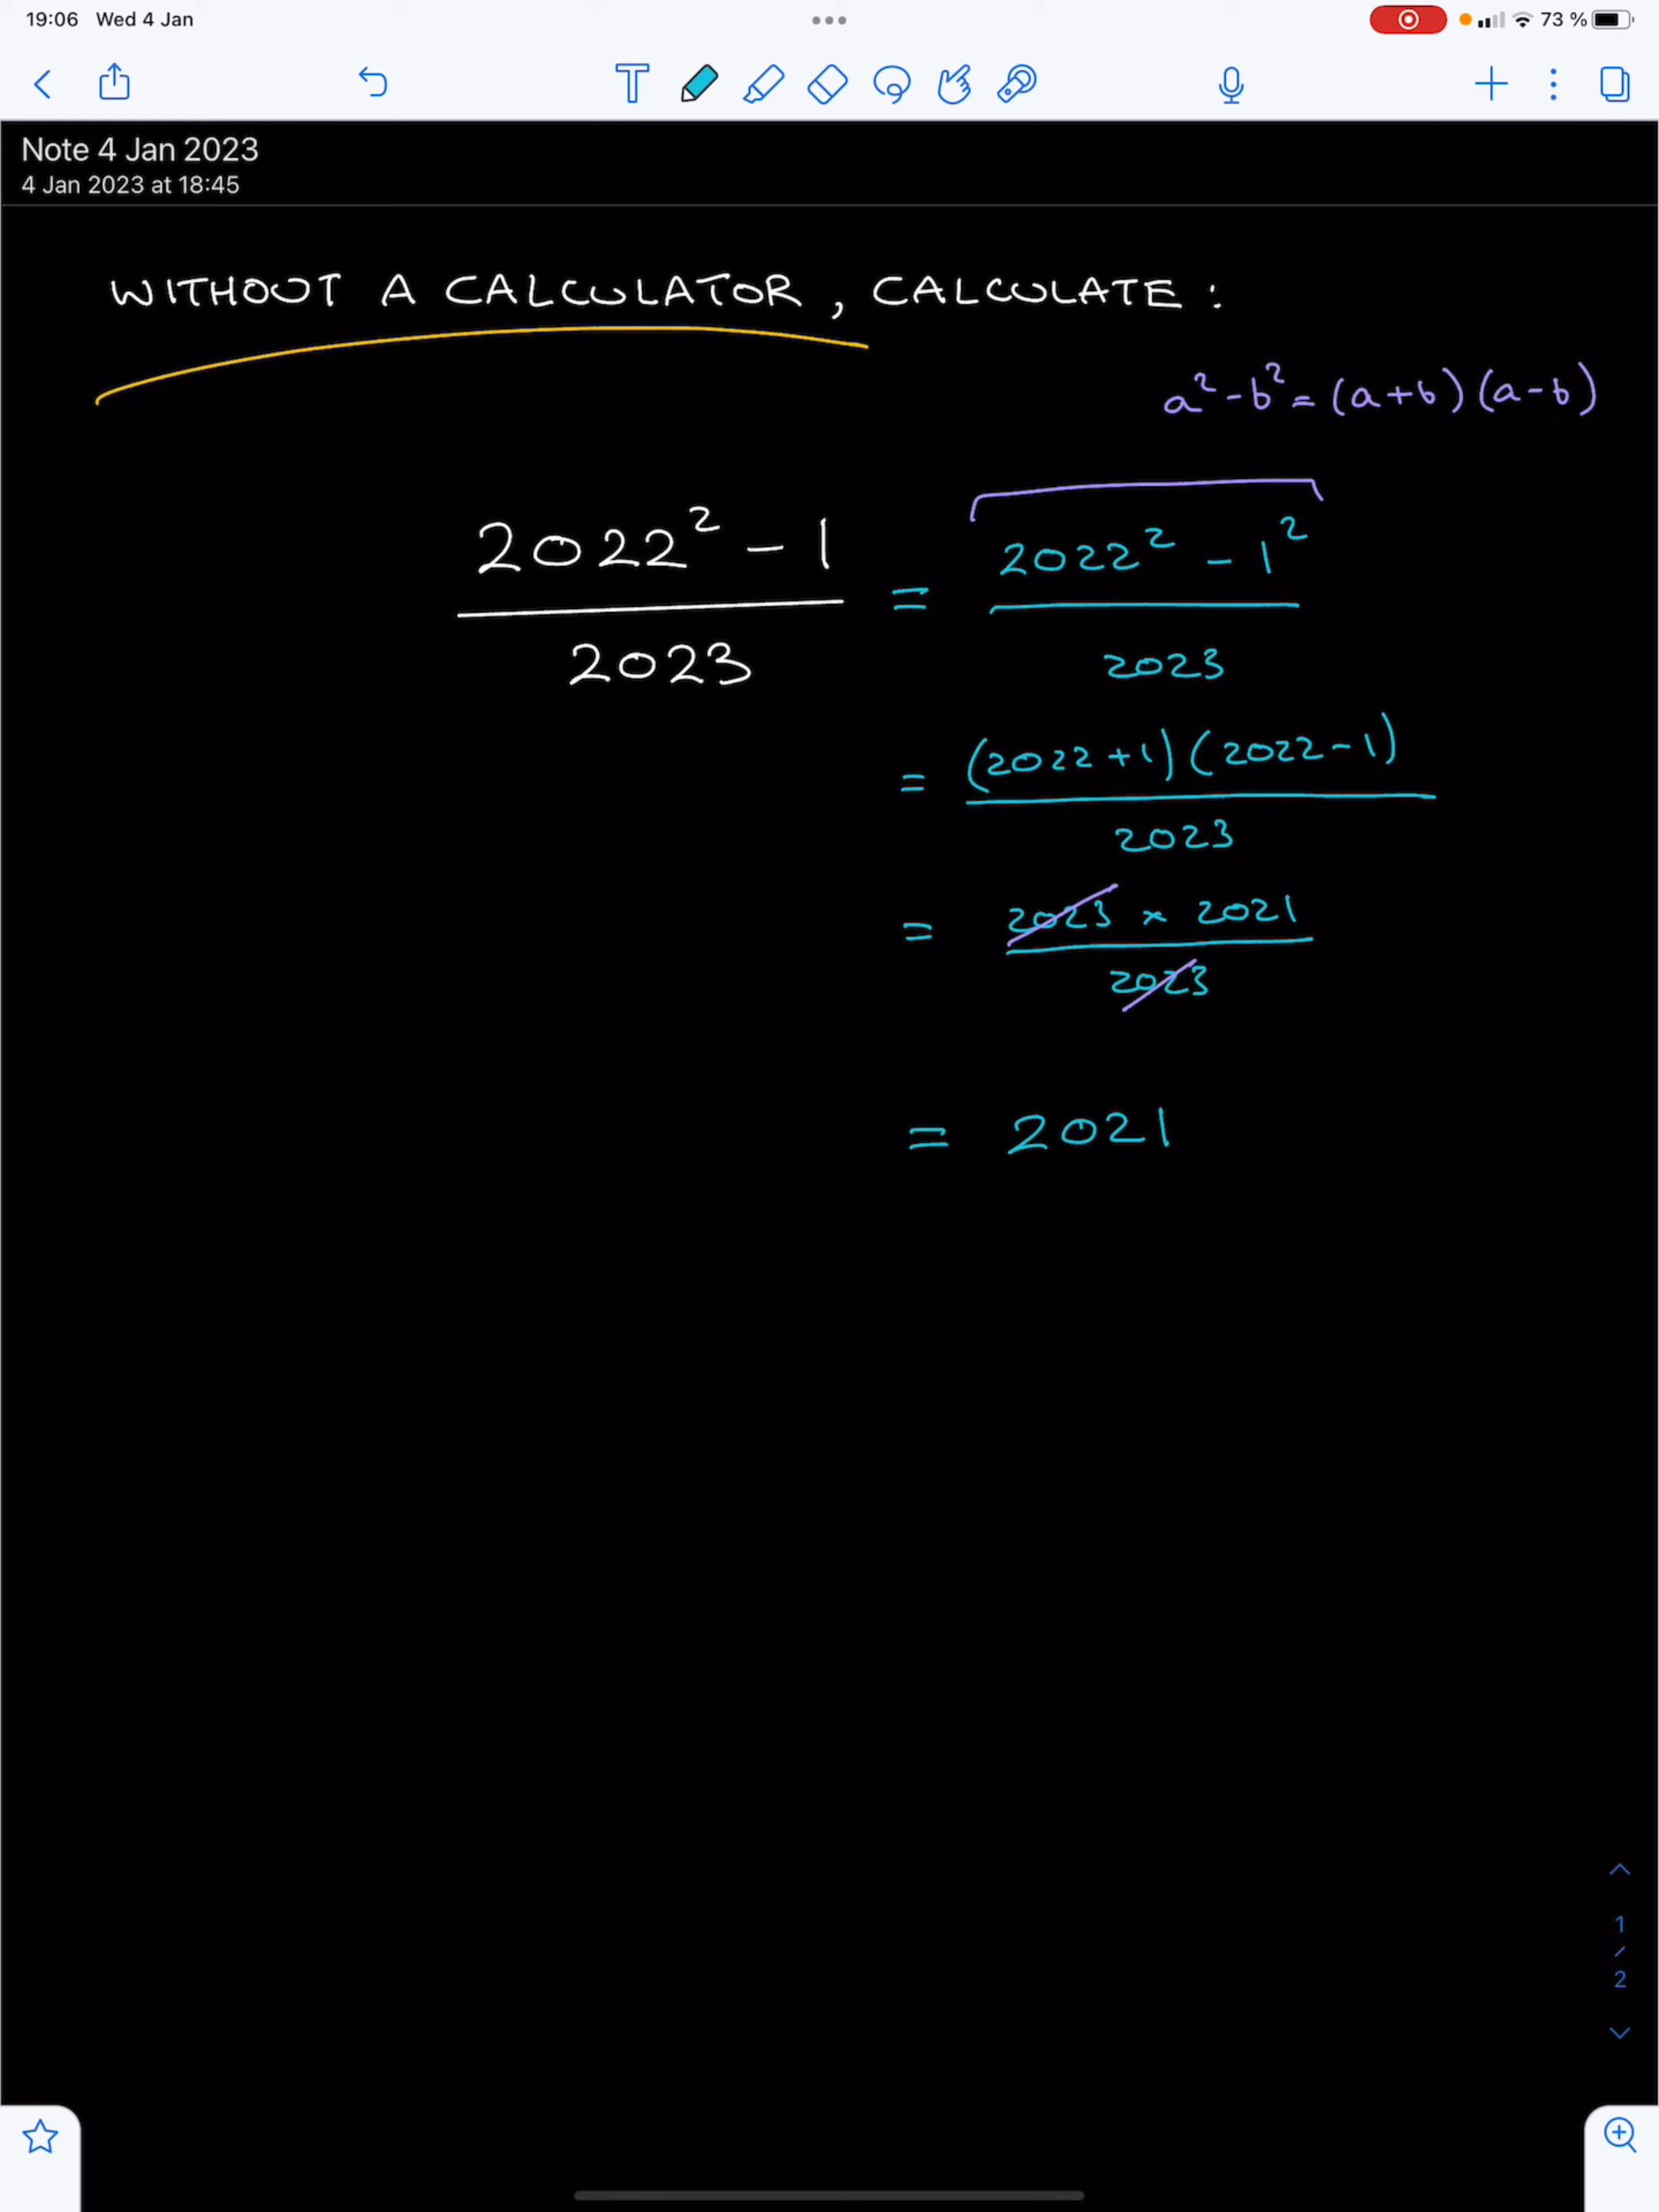 19:06 Wed 4 Jan
73 %
T
Note 4 Jan 2023
4 Jan 2023 at 18:45
WITHOUT A CALCULATOR, CALCULATE:
a² - b² = (a+b)(a-b)
2022² - 1 = 2022² - 1²
2023 2023
= (2022+1)(2022-1)
2023
= 2023 × 2021
2023
= 2021
1
/
2